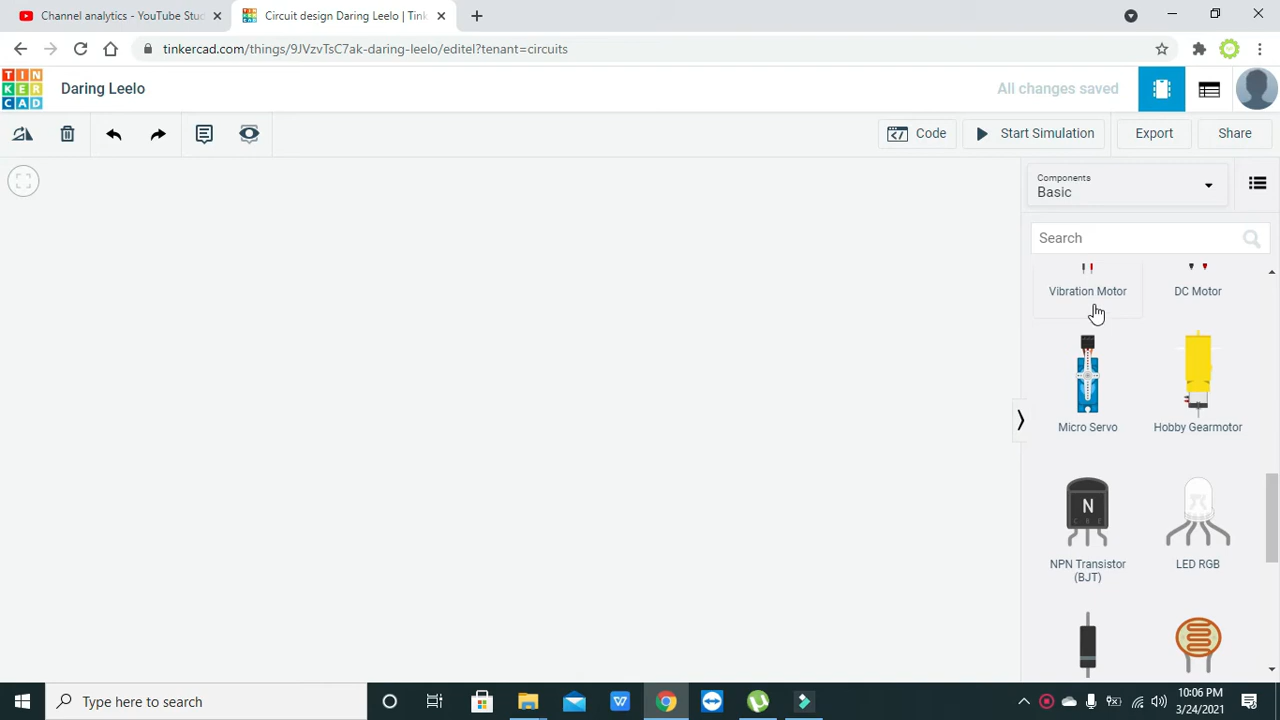 Channel analytics - YouTube Stu
Circuit design Daring Leelo | Tink
tinkercad.com/things/9JVzvTsC7ak-daring-leelo/editel?tenant=circuits
TIN
KER
CAD
Daring Leelo
All changes saved
Code
Start Simulation
Export
Share
Components
Basic
Search
Vibration Motor
DC Motor
Micro Servo
Hobby Gearmotor
N
C B E
NPN Transistor
(BJT)
LED RGB
Type here to search
10:06 PM
3/24/2021